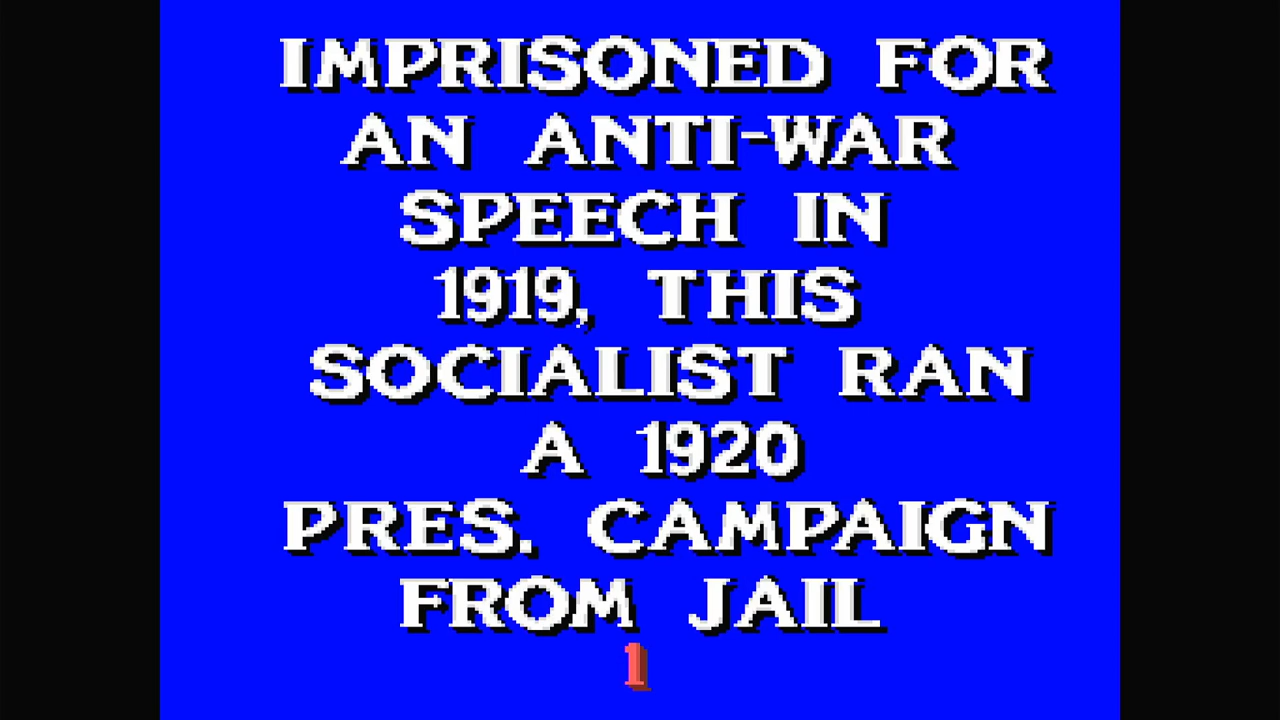 IMPRISONED FOR
AN ANTI-WAR
SPEECH IN
1919, THIS
SOCIALIST RAN
A 1920
PRES. CAMPAIGN
FROM JAIL
1